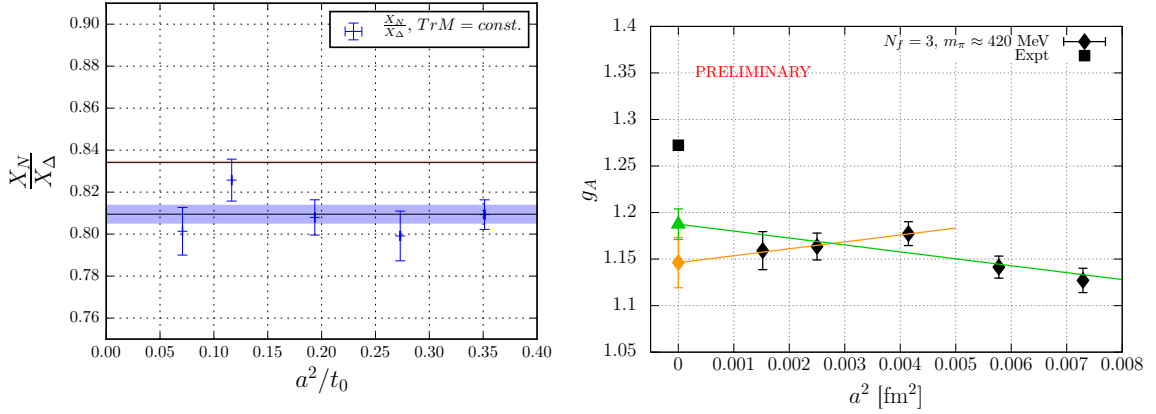 0.90
0.88
0.86
0.84
0.82
0.80
0.78
0.76
X_N/X_Δ
X_N/X_Δ, TrM = const.
0.00 0.05 0.10 0.15 0.20 0.25 0.30 0.35 0.40
a²/t₀
1.4
1.35
1.3
1.25
1.2
1.15
1.1
1.05
g_A
N_f = 3, m_π ≈ 420 MeV
Expt
PRELIMINARY
0 0.001 0.002 0.003 0.004 0.005 0.006 0.007 0.008
a² [fm²]